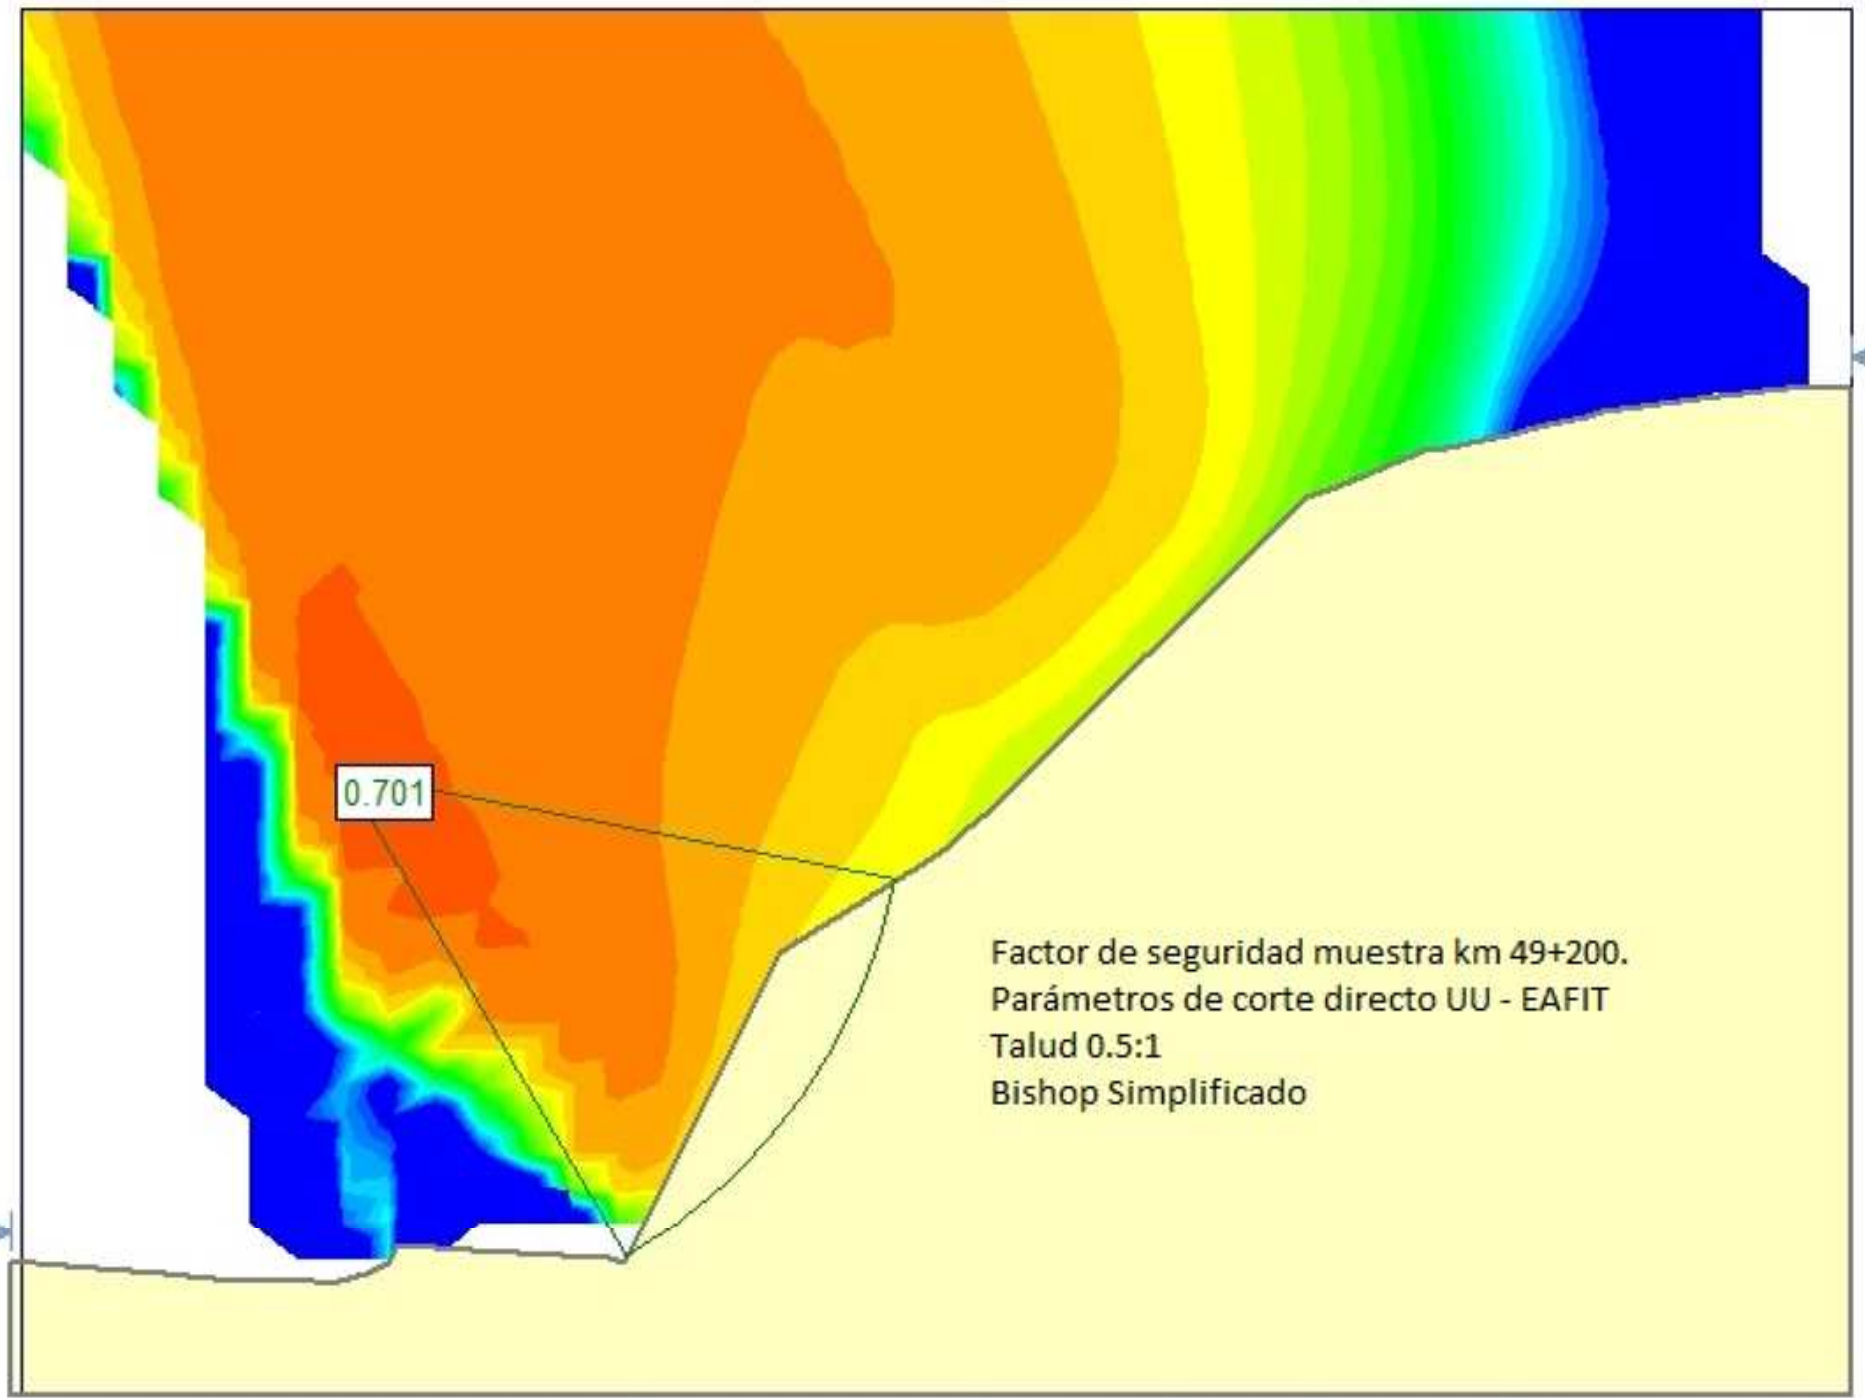 0.701
Factor de seguridad muestra km 49+200.
Parámetros de corte directo UU - EAFIT
Talud 0.5:1
Bishop Simplificado